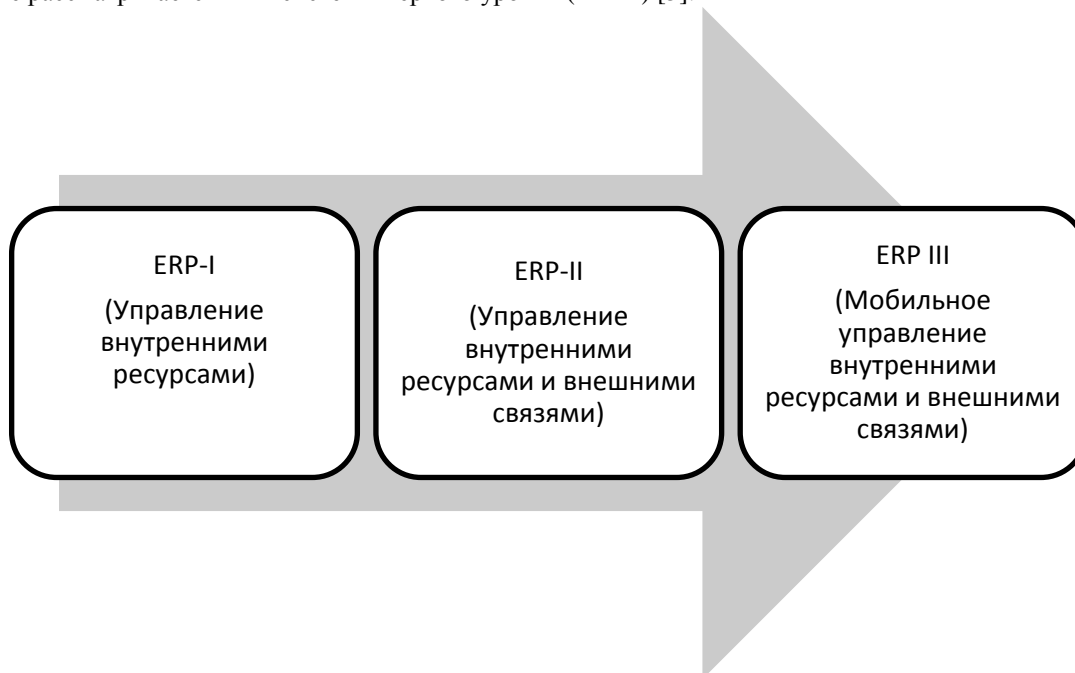 [5].
ERP-I
(Управление
внутренними
ресурсами)
ERP-II
(Управление
внутренними
ресурсами и внешними
связями)
ERP III
(Мобильное
управление
внутренними
ресурсами и внешними
связями)